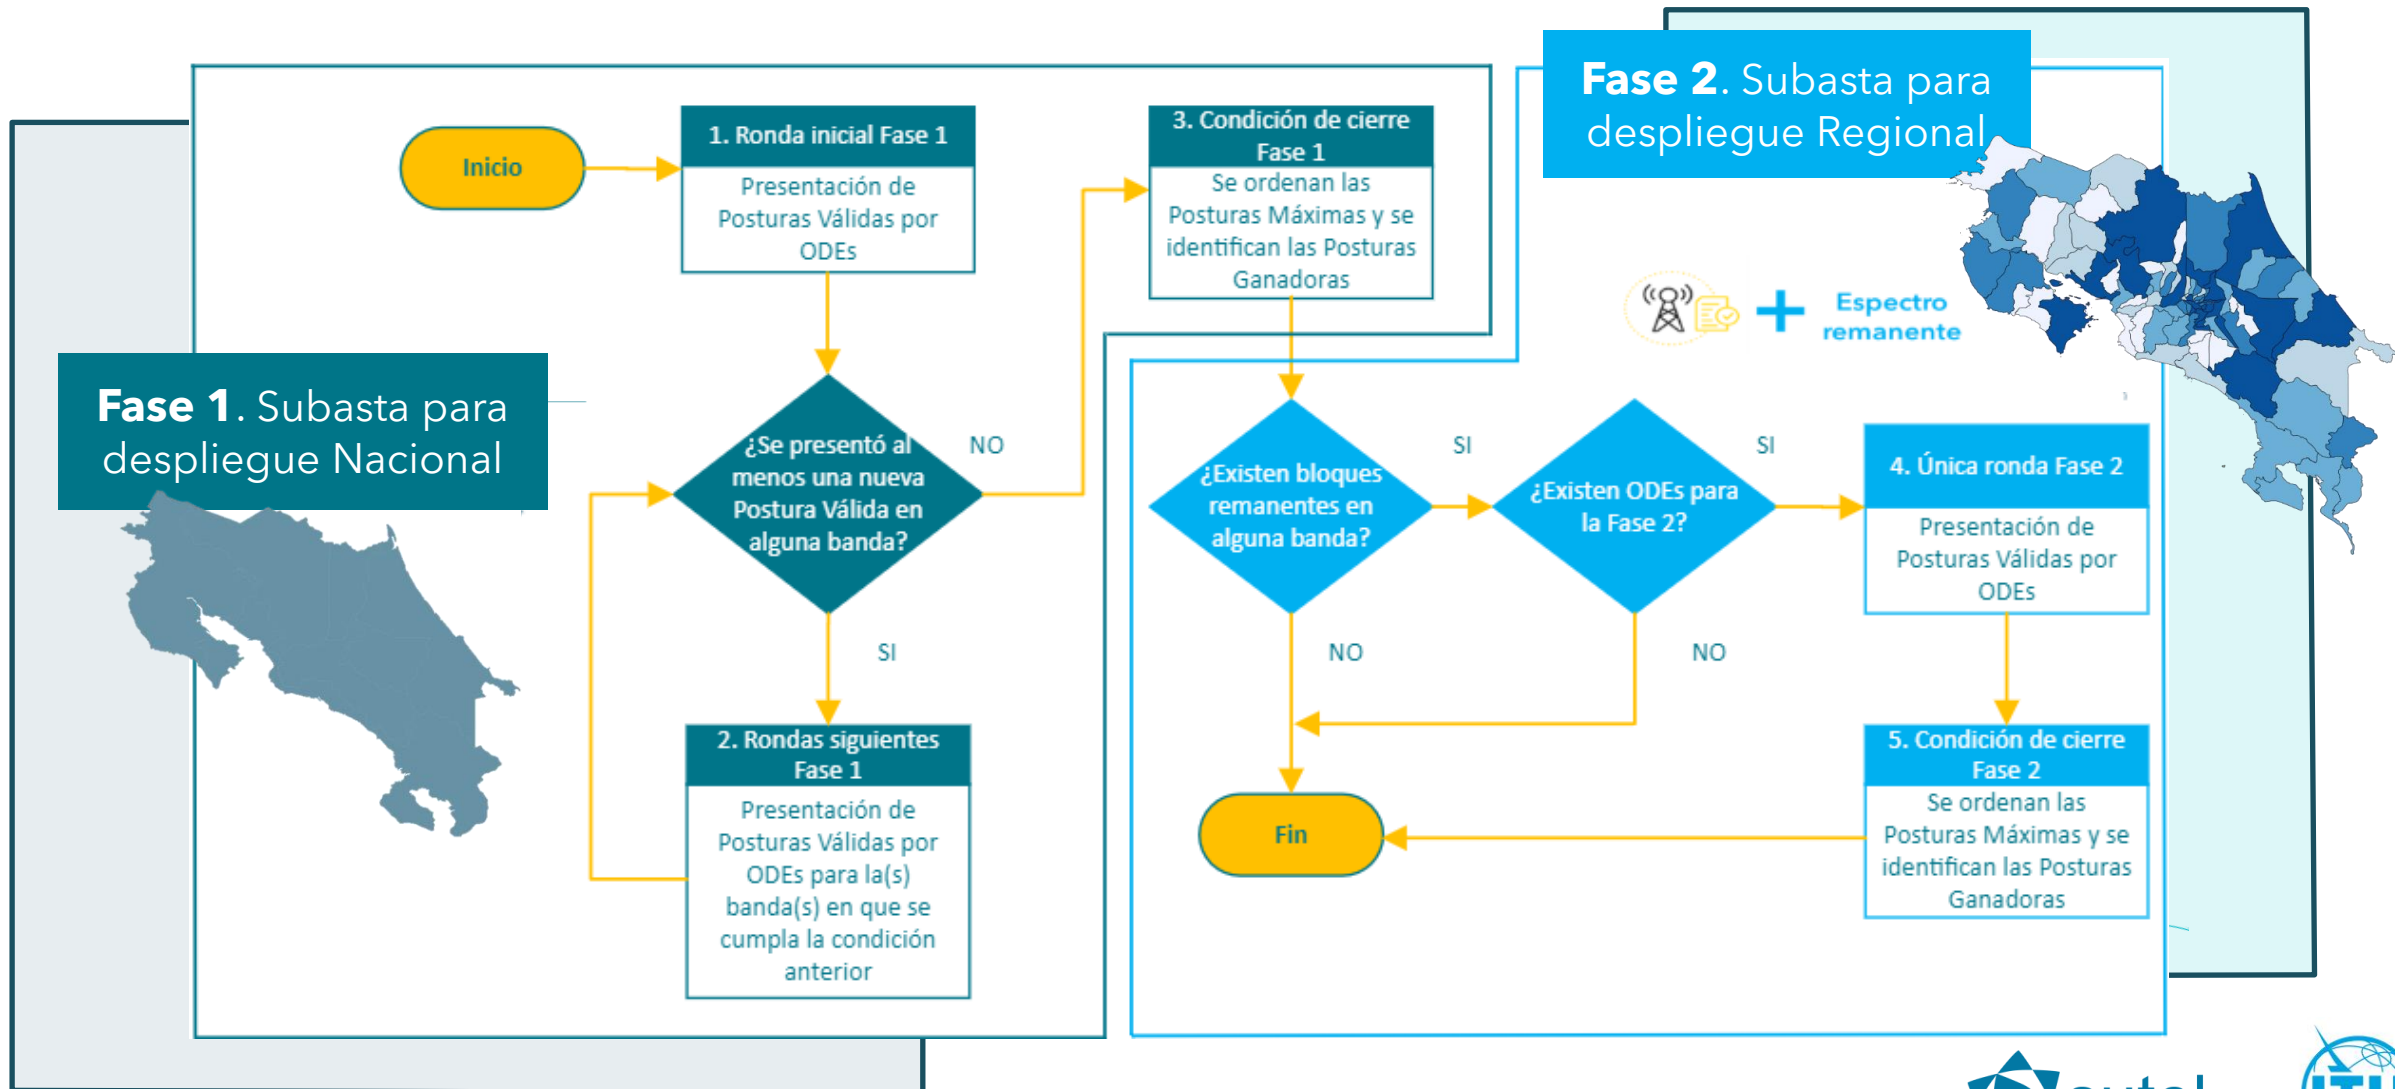 Fase 1. Subasta para
despliegue Nacional
Inicio
1. Ronda inicial Fase 1
Presentación de
Posturas Válidas por
ODEs
¿Se presentó al
menos una nueva
Postura Válida en
alguna banda?
NO
SI
2. Rondas siguientes
Fase 1
Presentación de
Posturas Válidas por
ODEs para la(s)
banda(s) en que se
cumpla la condición
anterior
3. Condición de cierre
Fase 1
Se ordenan las
Posturas Máximas y se
identifican las Posturas
Ganadoras
Fase 2. Subasta para
despliegue Regional
Espectro
remanente
¿Existen bloques
remanentes en
alguna banda?
SI
NO
¿Existen ODEs para
la Fase 2?
SI
NO
4. Única ronda Fase 2
Presentación de
Posturas Válidas por
ODEs
5. Condición de cierre
Fase 2
Se ordenan las
Posturas Máximas y se
identifican las Posturas
Ganadoras
Fin